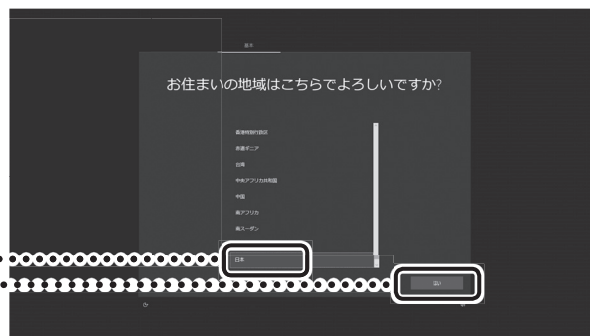 基本
お住まいの地域はこちらでよろしいですか?
香港特別行政区
赤道ギニア
台湾
中央アフリカ共和国
中国
南アフリカ
南スーダン
日本
はい